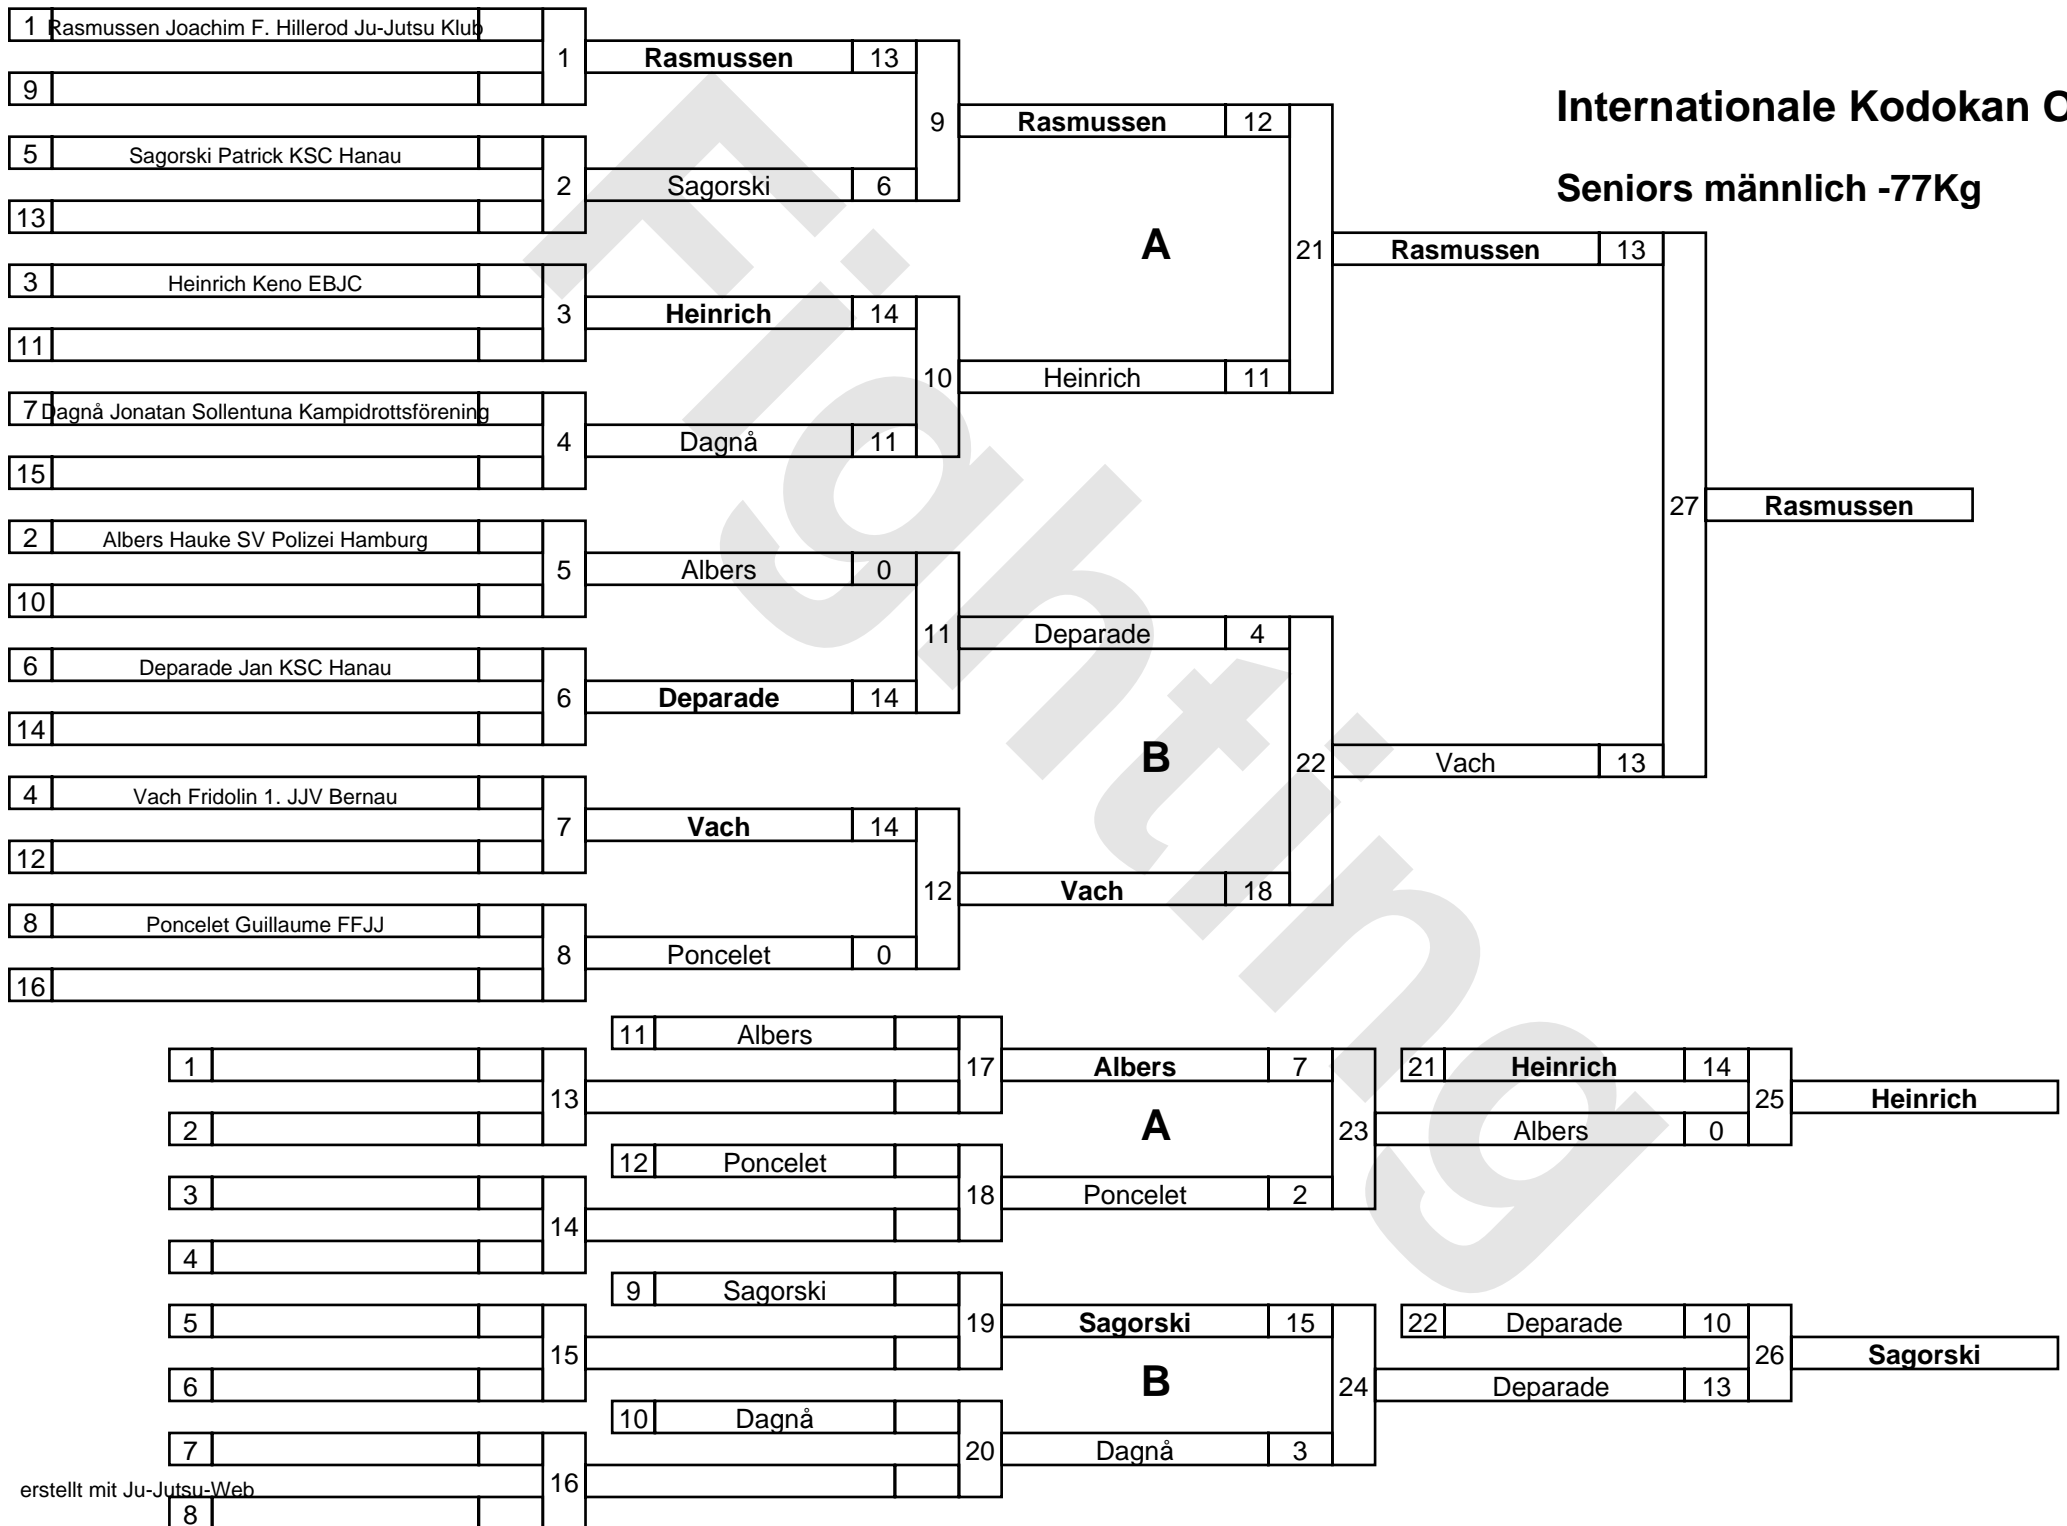 1 Rasmussen Joachim F. Hillerod Ju-Jutsu Klub
1 Rasmussen 13
9
9 Rasmussen 12
Internationale Kodokan O
5 Sagorski Patrick KSC Hanau
2 Sagorski 6
Seniors männlich -77Kg
13
A
21 Rasmussen 13
3 Heinrich Keno EBJC
3 Heinrich 14
11
10 Heinrich 11
7 Dagnå Jonatan Sollentuna Kampidrottsförening
4 Dagnå 11
15
27 Rasmussen
2 Albers Hauke SV Polizei Hamburg
5 Albers 0
10
11 Deparade 4
6 Deparade Jan KSC Hanau
6 Deparade 14
14
B
22 Vach 13
4 Vach Fridolin 1. JJV Bernau
7 Vach 14
12
12 Vach 18
8 Poncelet Guillaume FFJJ
8 Poncelet 0
16
11 Albers
1
17 Albers 7
21 Heinrich 14
13
25 Heinrich
2
A
23 Albers 0
12 Poncelet
3
18 Poncelet 2
14
4
9 Sagorski
5
19 Sagorski 15
22 Deparade 10
15
26 Sagorski
6
B
24 Deparade 13
10 Dagnå
7
20 Dagnå 3
16
erstellt mit Ju-Jutsu-Web
8
Fighting